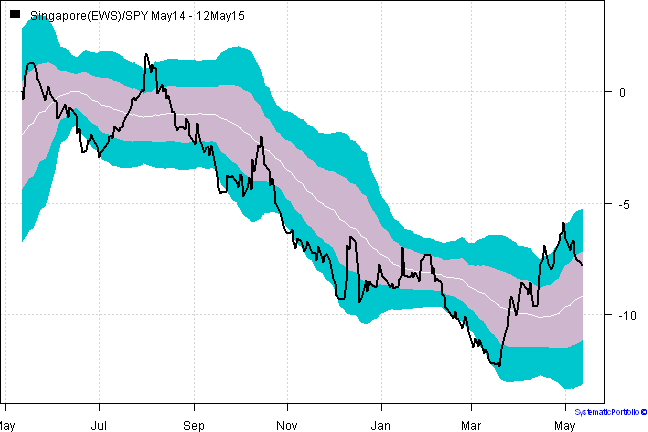 Singapore(EWS)/SPY May14 - 12May15
0
-5
-10
SystematicPortfolio ©
May Jul Sep Nov Jan Mar May